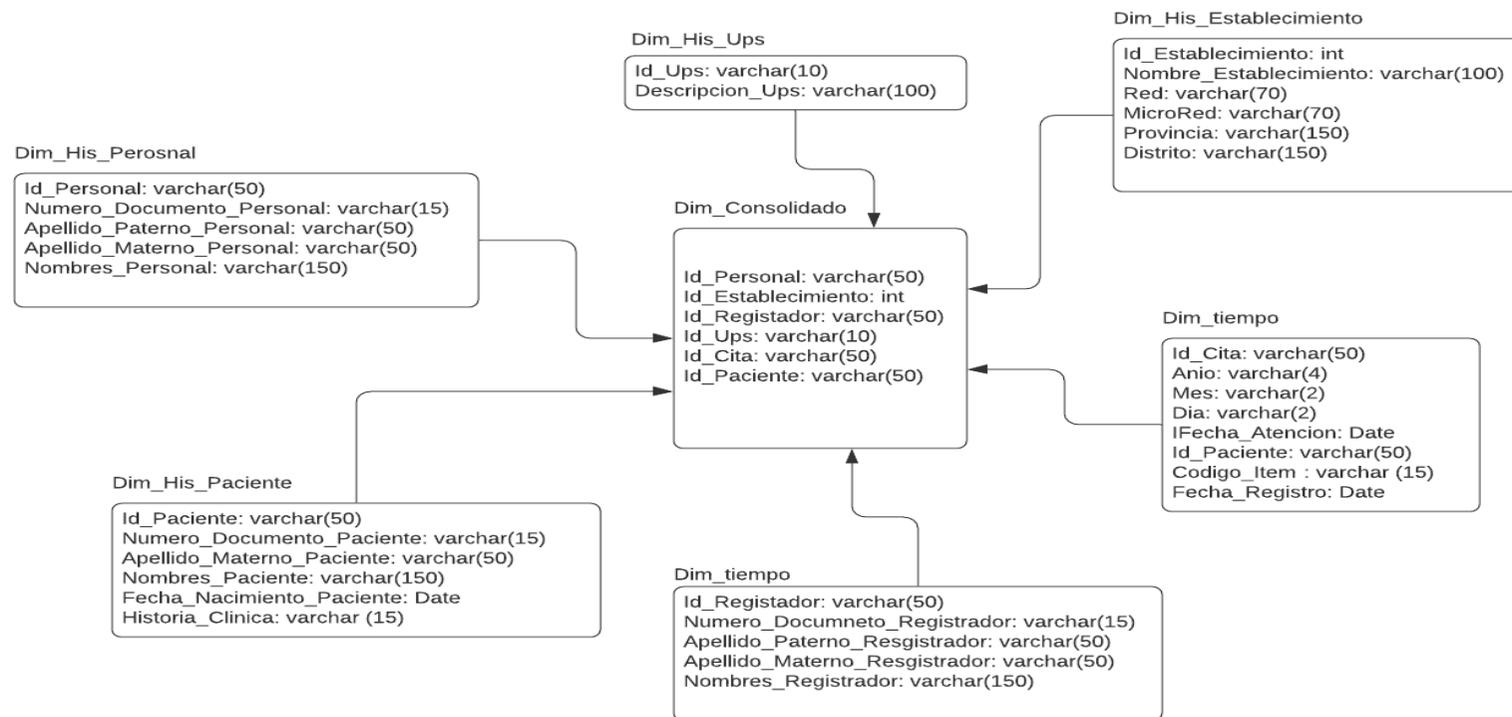 Dim_His_Ups
Id_Ups: varchar(10)
Descripcion_Ups: varchar(100)
Dim_His_Establecimiento
Id_Establecimiento: int
Nombre_Establecimiento: varchar(100)
Red: varchar(70)
MicroRed: varchar(70)
Provincia: varchar(150)
Distrito: varchar(150)
Dim_His_Perosnal
Id_Personal: varchar(50)
Numero_Documento_Personal: varchar(15)
Apellido_Paterno_Personal: varchar(50)
Apellido_Materno_Personal: varchar(50)
Nombres_Personal: varchar(150)
Dim_Consolidado
Id_Personal: varchar(50)
Id_Establecimiento: int
Id_Registador: varchar(50)
Id_Ups: varchar(10)
Id_Cita: varchar(50)
Id_Paciente: varchar(50)
Dim_tiempo
Id_Cita: varchar(50)
Anio: varchar(4)
Mes: varchar(2)
Dia: varchar(2)
IFecha_Atencion: Date
Id_Paciente: varchar(50)
Codigo_Item : varchar (15)
Fecha_Registro: Date
Dim_His_Paciente
Id_Paciente: varchar(50)
Numero_Documento_Paciente: varchar(15)
Apellido_Materno_Paciente: varchar(50)
Nombres_Paciente: varchar(150)
Fecha_Nacimiento_Paciente: Date
Historia_Clinica: varchar (15)
Dim_tiempo
Id_Registador: varchar(50)
Numero_Documneto_Registrador: varchar(15)
Apellido_Paterno_Resgistrador: varchar(50)
Apellido_Materno_Resgistrador: varchar(50)
Nombres_Registrador: varchar(150)